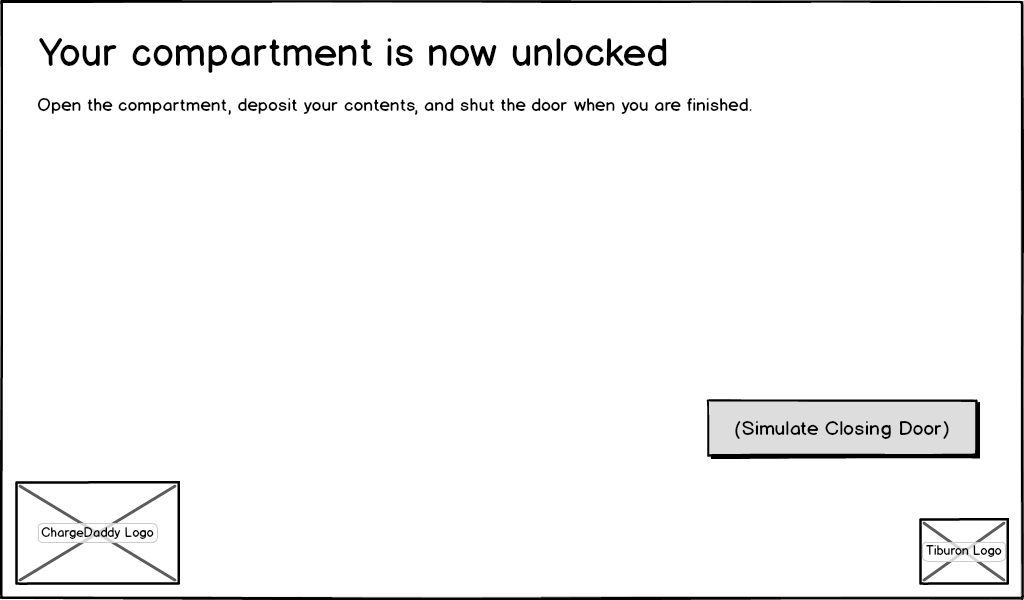 Your compartment is now unlocked
Open the compartment, deposit your contents, and shut the door when you are finished.
(Simulate Closing Door)
ChargeDaddy Logo
Tiburon Logo